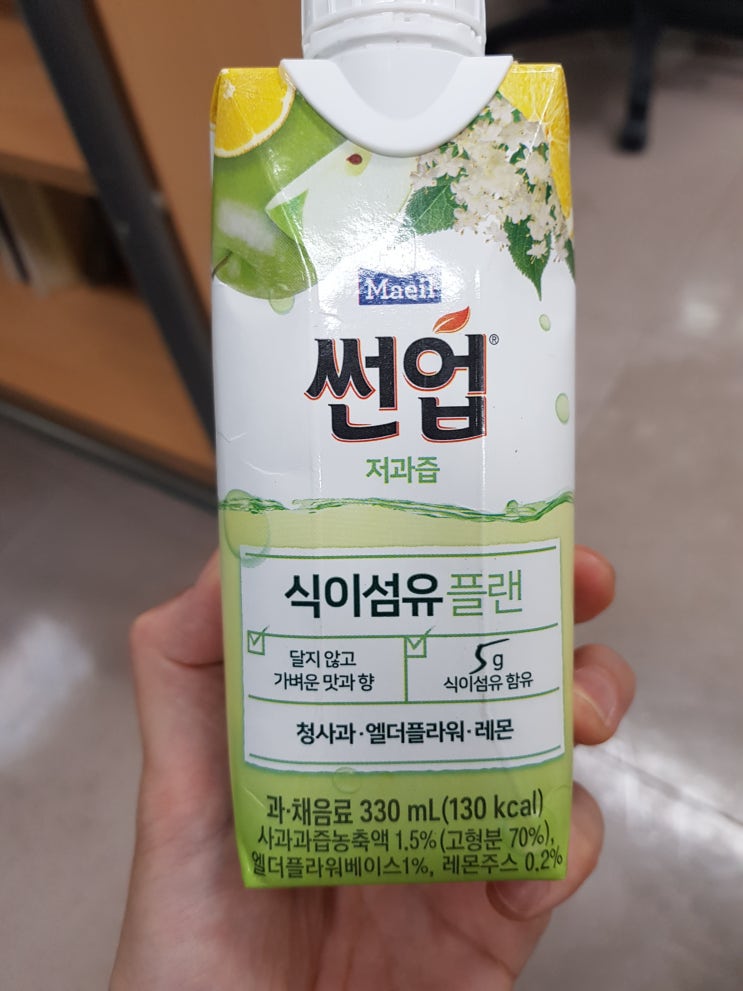 Maeil
썬업®
저과즙
식이섬유플랜
달지 않고
가벼운 맛과 향
5g
식이섬유 함유
청사과·엘더플라워·레몬
과·채음료 330 mL(130 kcal)
사과과즙농축액 1.5%(고형분 70%),
엘더플라워베이스1%, 레몬주스 0.2%